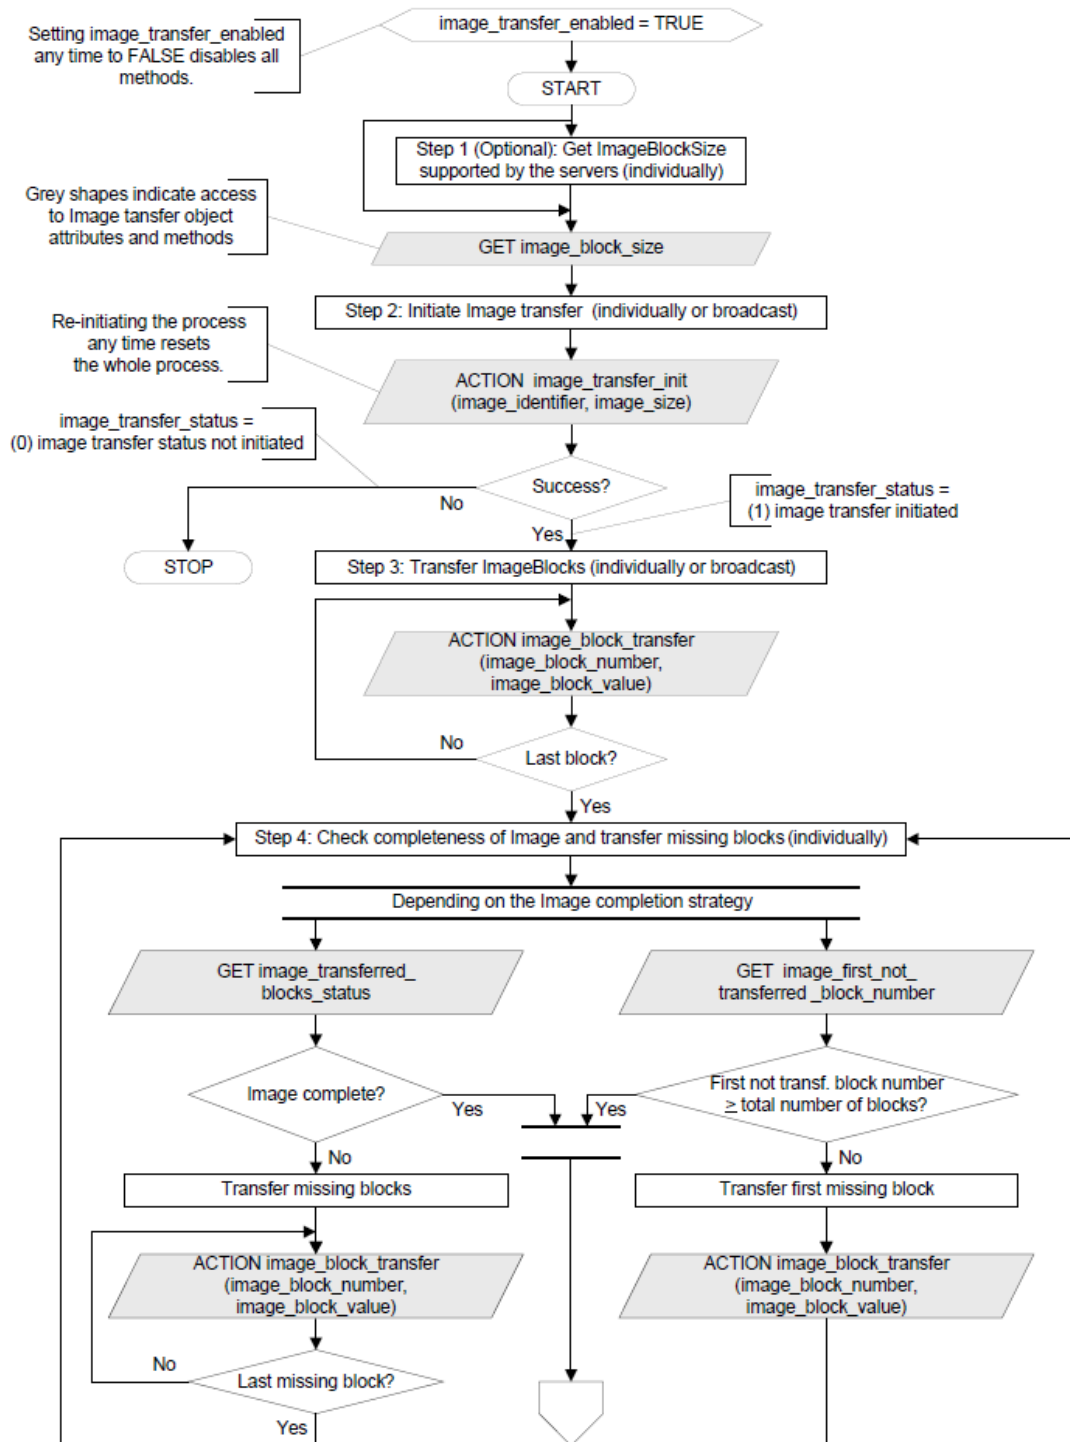 image_transfer_enabled = TRUE
Setting image_transfer_enabled
any time to FALSE disables all
methods.
START
Step 1 (Optional): Get ImageBlockSize
supported by the servers (individually)
Grey shapes indicate access
to Image tansfer object
attributes and methods
GET image_block_size
Step 2: Initiate Image transfer (individually or broadcast)
Re-initiating the process
any time resets
the whole process.
ACTION image_transfer_init
(image_identifier, image_size)
image_transfer_status =
(0) image transfer status not initiated
Success?
No
image_transfer_status =
(1) image transfer initiated
Yes
STOP
Step 3: Transfer ImageBlocks (individually or broadcast)
ACTION image_block_transfer
(image_block_number,
image_block_value)
No
Last block?
Yes
Step 4: Check completeness of Image and transfer missing blocks (individually)
Depending on the Image completion strategy
GET image_transferred_
blocks_status
GET image_first_not_
transferred _block_number
Image complete?
Yes
Yes
First not transf. block number
≥ total number of blocks?
No
No
Transfer missing blocks
Transfer first missing block
ACTION image_block_transfer
(image_block_number,
image_block_value)
ACTION image_block_transfer
(image_block_number,
image_block_value)
No
Last missing block?
Yes